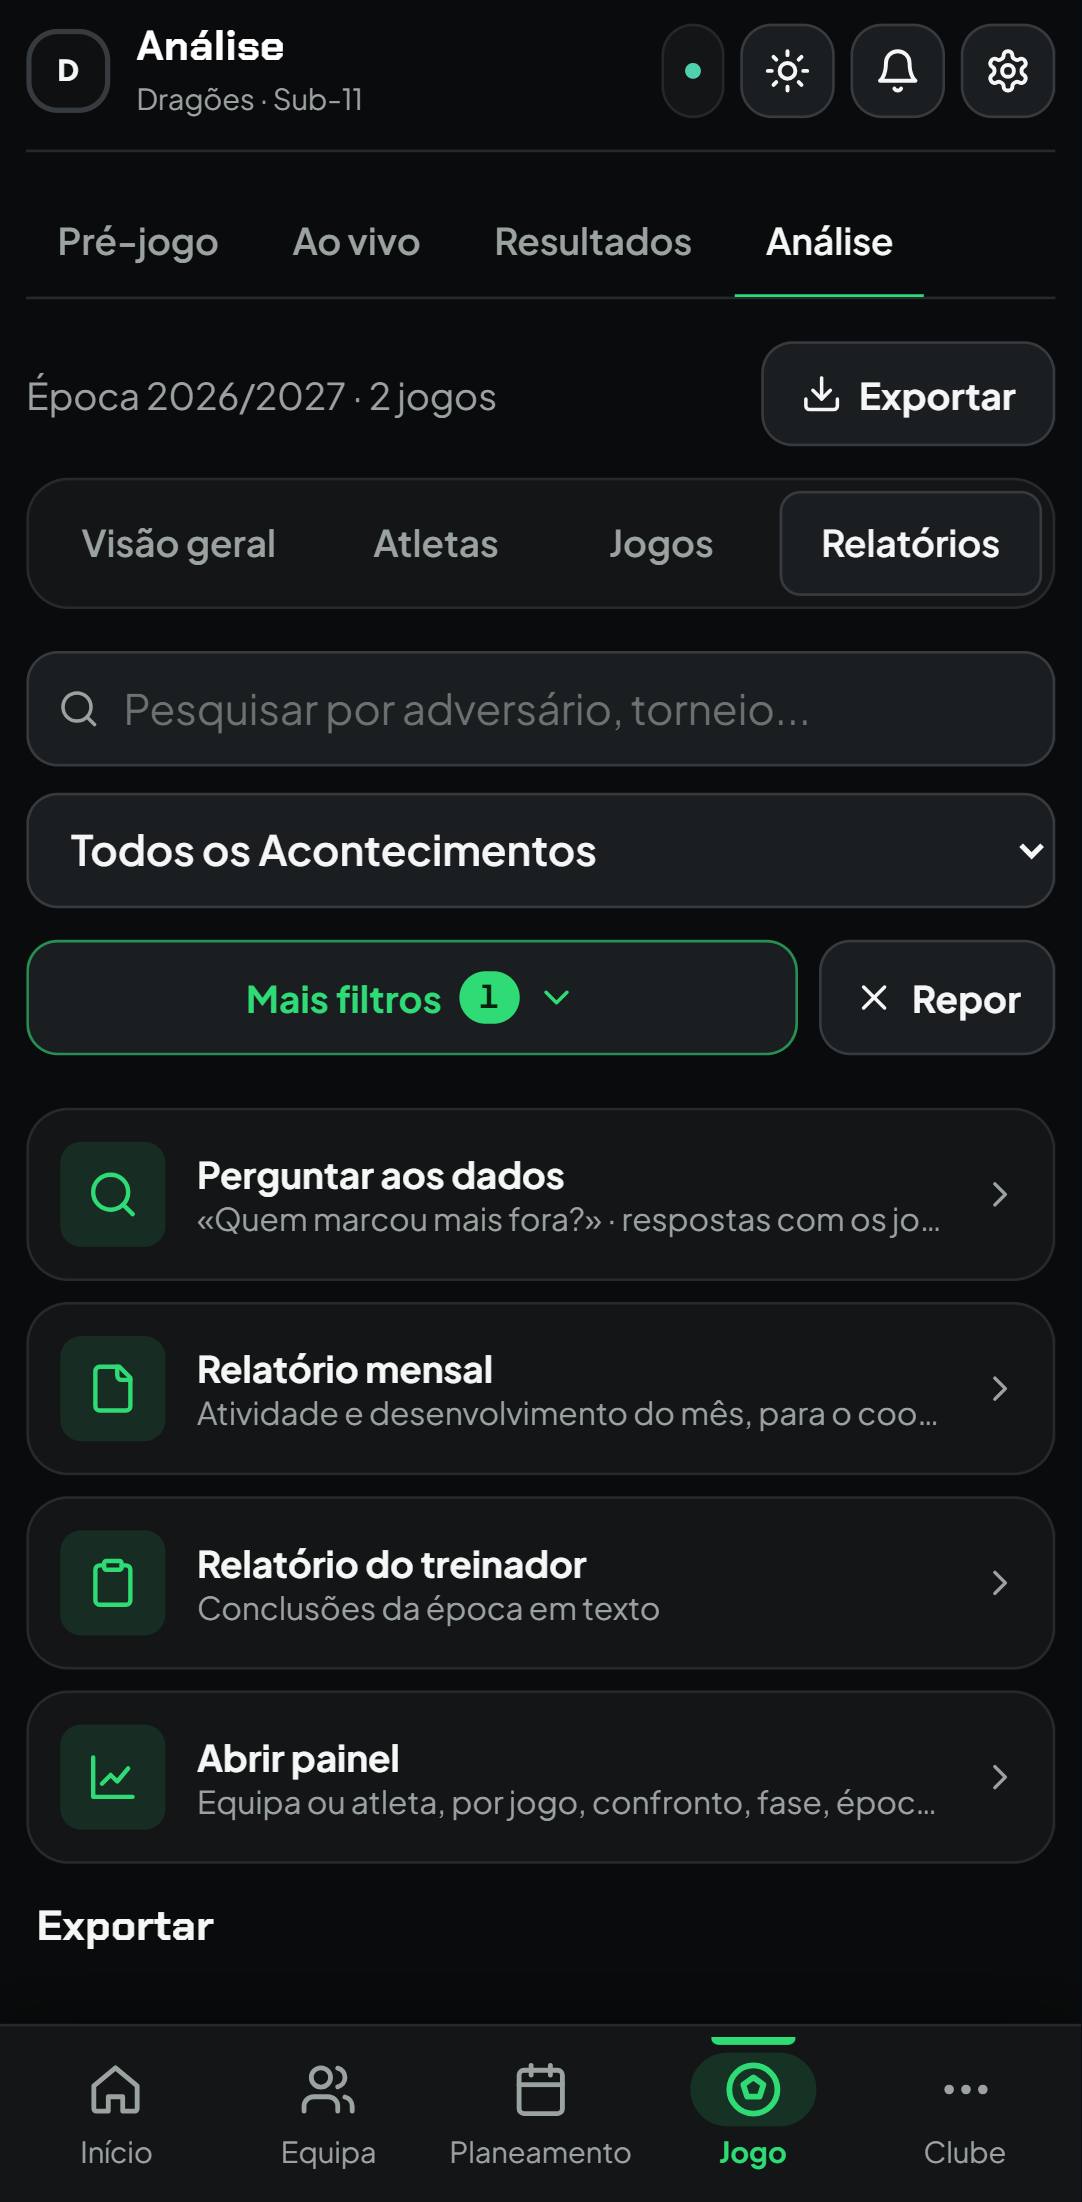 D
Análise
Dragões · Sub-11
Pré-jogo
Ao vivo
Resultados
Análise
Época 2026/2027 · 2 jogos
Exportar
Visão geral
Atletas
Jogos
Relatórios
Pesquisar por adversário, torneio...
Todos os Acontecimentos
Mais filtros 1
Repor
Perguntar aos dados
«Quem marcou mais fora?» · respostas com os jo...
Relatório mensal
Atividade e desenvolvimento do mês, para o coo...
Relatório do treinador
Conclusões da época em texto
Abrir painel
Equipa ou atleta, por jogo, confronto, fase, époc...
Exportar
Início
Equipa
Planeamento
Jogo
Clube